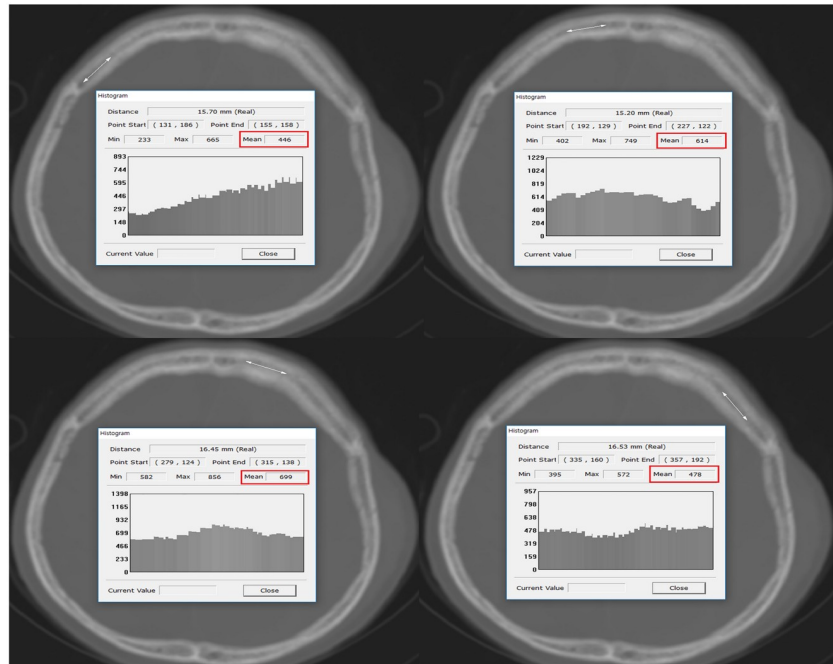 Histogram
Distance 15.70 mm (Real)
Point Start ( 131 , 186 ) Point End ( 155 , 158 )
Min 233 Max 665 Mean 446
893
744
595
446
297
148
0
Current Value Close
Histogram
Distance 15.20 mm (Real)
Point Start ( 192 , 129 ) Point End ( 227 , 122 )
Min 402 Max 749 Mean 614
1229
1024
819
614
409
204
0
Current Value Close
Histogram
Distance 16.45 mm (Real)
Point Start ( 279 , 124 ) Point End ( 315 , 138 )
Min 582 Max 856 Mean 699
1398
1165
932
699
466
233
0
Current Value Close
Histogram
Distance 16.53 mm (Real)
Point Start ( 335 , 160 ) Point End ( 357 , 192 )
Min 395 Max 572 Mean 478
957
798
638
478
319
159
0
Current Value Close